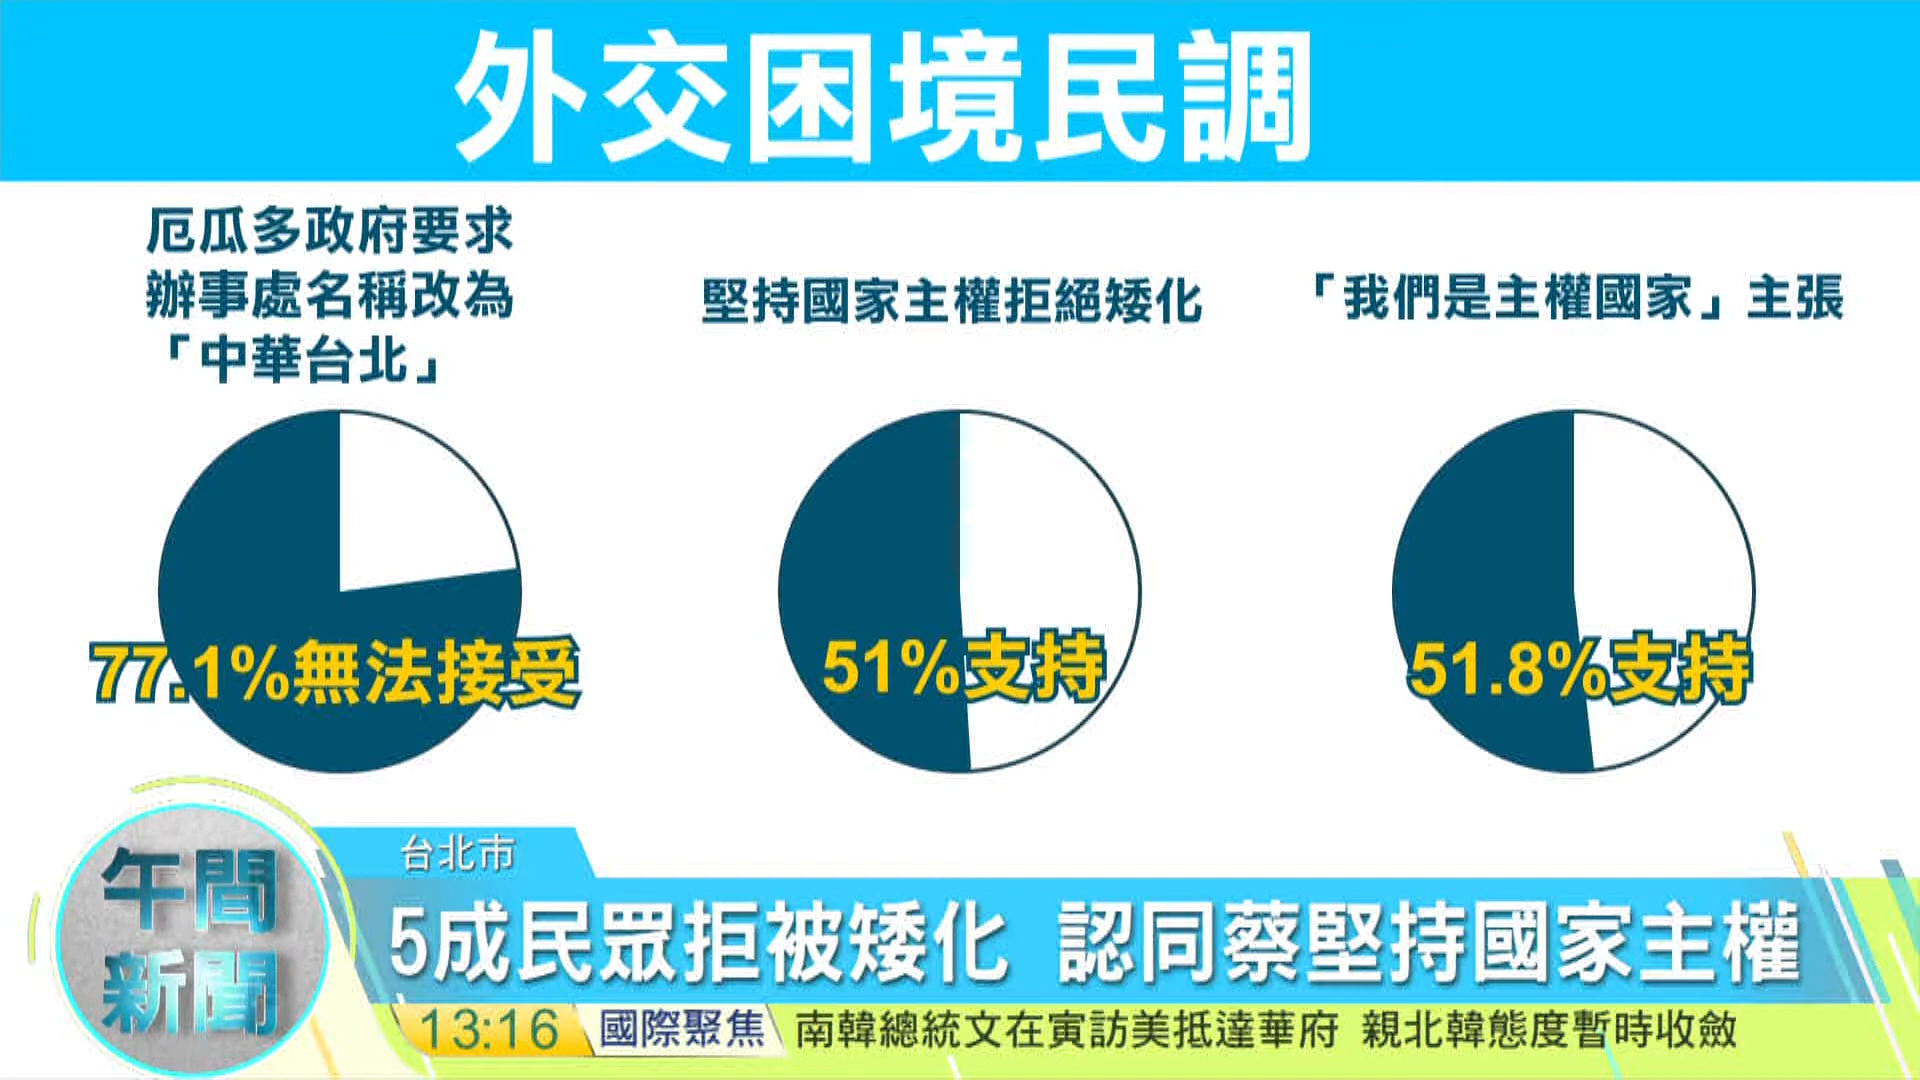 外交困境民調
厄瓜多政府要求
辦事處名稱改為
「中華台北」
堅持國家主權拒絕矮化
「我們是主權國家」主張
77.1%無法接受
51%支持
51.8%支持
台北市
午間
新聞
5成民眾拒被矮化 認同蔡堅持國家主權
13:16 國際聚焦 南韓總統文在寅訪美抵達華府 親北韓態度暫時收斂